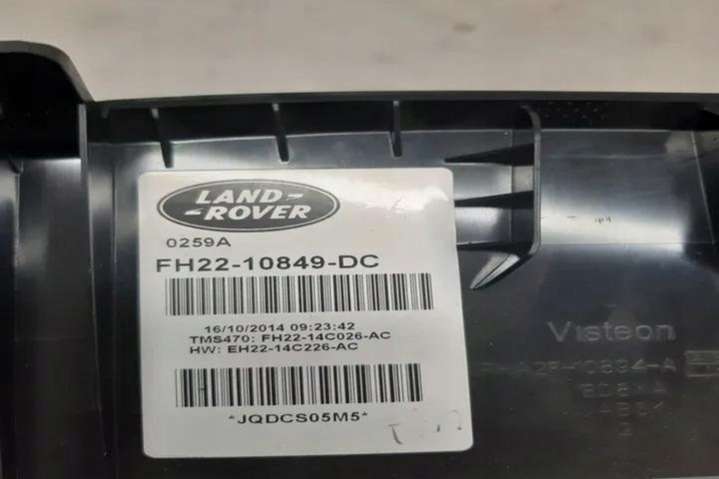 LAND-
-ROVER
0259A
FH22-10849-DC
16/10/2014 09:23:42
TMS470: FH22-14C026-AC
HW: EH22-14C226-AC
*JQDCS05M5*
Visteon